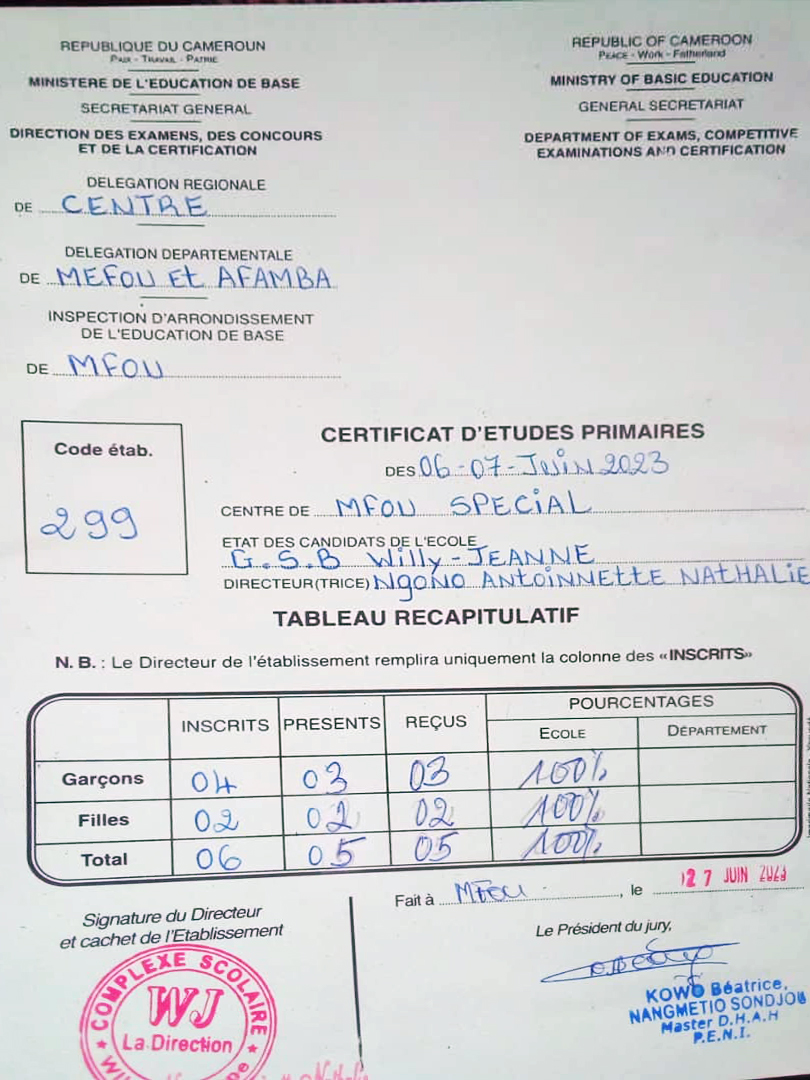 REPUBLIQUE DU CAMEROUN
PAIX - TRAVAIL - PATRIE
MINISTERE DE L'EDUCATION DE BASE
SECRETARIAT GENERAL
DIRECTION DES EXAMENS, DES CONCOURS
ET DE LA CERTIFICATION
REPUBLIC OF CAMEROON
PEACE - Work - Fatherland
MINISTRY OF BASIC EDUCATION
GENERAL SECRETARIAT
DEPARTMENT OF EXAMS, COMPETITIVE
EXAMINATIONS AND CERTIFICATION
DELEGATION REGIONALE
DE CENTRE
DELEGATION DEPARTEMENTALE
DE MEFOU Et AFAMBA
INSPECTION D'ARRONDISSEMENT
DE L'EDUCATION DE BASE
DE MFOU
Code étab.
299
CERTIFICAT D'ETUDES PRIMAIRES
DES 06-07-Juin 2023
CENTRE DE MFOU SPECIAL
ETAT DES CANDIDATS DE L'ECOLE
G.S.B Willy-JEANNE
DIRECTEUR(TRICE) NgONO ANTOINNETTE NATHALIE
TABLEAU RECAPITULATIF
N. B. : Le Directeur de l'établissement remplira uniquement la colonne des «INSCRITS»
INSCRITS PRESENTS REÇUS POURCENTAGES
ECOLE DÉPARTEMENT
Garçons 04 03 03 100%
Filles 02 02 02 100%
Total 06 05 05 100%
Fait à Mfou, le 27 JUIN 2023
Signature du Directeur
et cachet de l'Etablissement
Le Président du jury,
COMPLEXE SCOLAIRE
WJ
La Direction
KOWO Béatrice,
NANGMETIO SONDJOU
Master D.H.A.H
P.E.N.I.